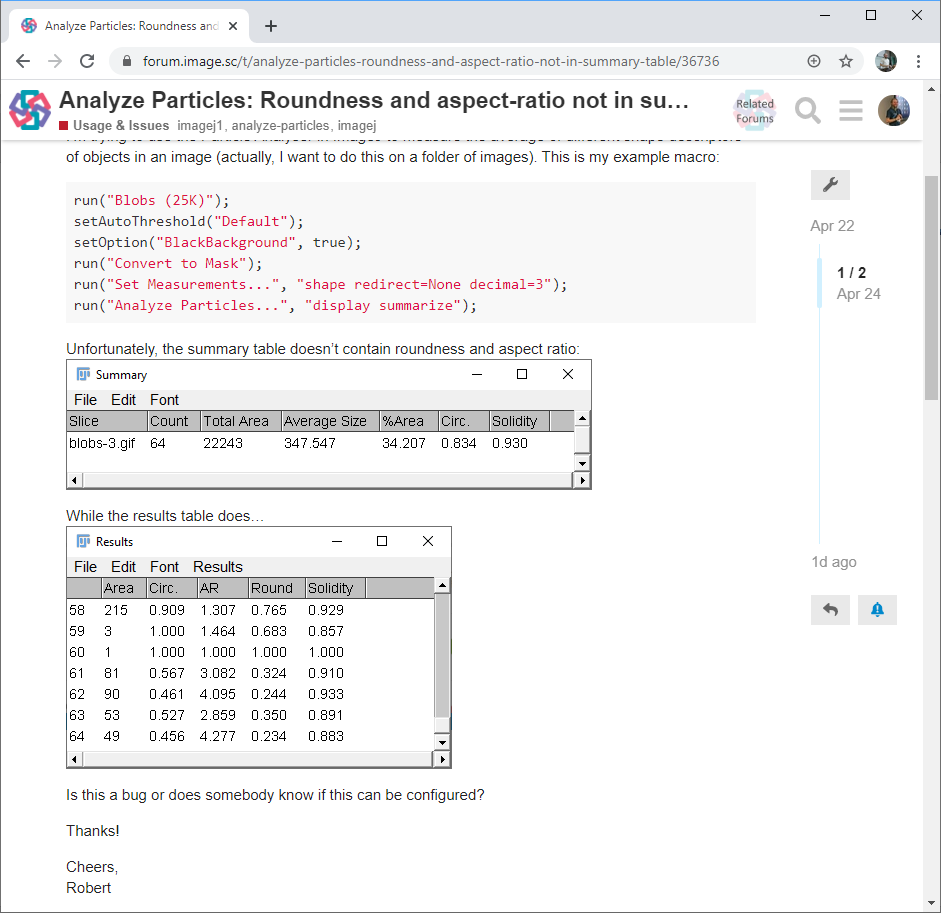 Analyze Particles: Roundness and
forum.image.sc/t/analyze-particles-roundness-and-aspect-ratio-not-in-summary-table/36736
Analyze Particles: Roundness and aspect-ratio not in su…
Usage & Issues imagej1, analyze-particles, imagej
Related
Forums
of objects in an image (actually, I want to do this on a folder of images). This is my example macro:
run("Blobs (25K)");
setAutoThreshold("Default");
setOption("BlackBackground", true);
run("Convert to Mask");
run("Set Measurements...", "shape redirect=None decimal=3");
run("Analyze Particles...", "display summarize");
Apr 22
1 / 2
Apr 24
1d ago
Unfortunately, the summary table doesn’t contain roundness and aspect ratio:
Summary
File Edit Font
Slice Count Total Area Average Size %Area Circ. Solidity
blobs-3.gif 64 22243 347.547 34.207 0.834 0.930
While the results table does…
Results
File Edit Font Results
Area Circ. AR Round Solidity
58 215 0.909 1.307 0.765 0.929
59 3 1.000 1.464 0.683 0.857
60 1 1.000 1.000 1.000 1.000
61 81 0.567 3.082 0.324 0.910
62 90 0.461 4.095 0.244 0.933
63 53 0.527 2.859 0.350 0.891
64 49 0.456 4.277 0.234 0.883
Is this a bug or does somebody know if this can be configured?
Thanks!
Cheers,
Robert